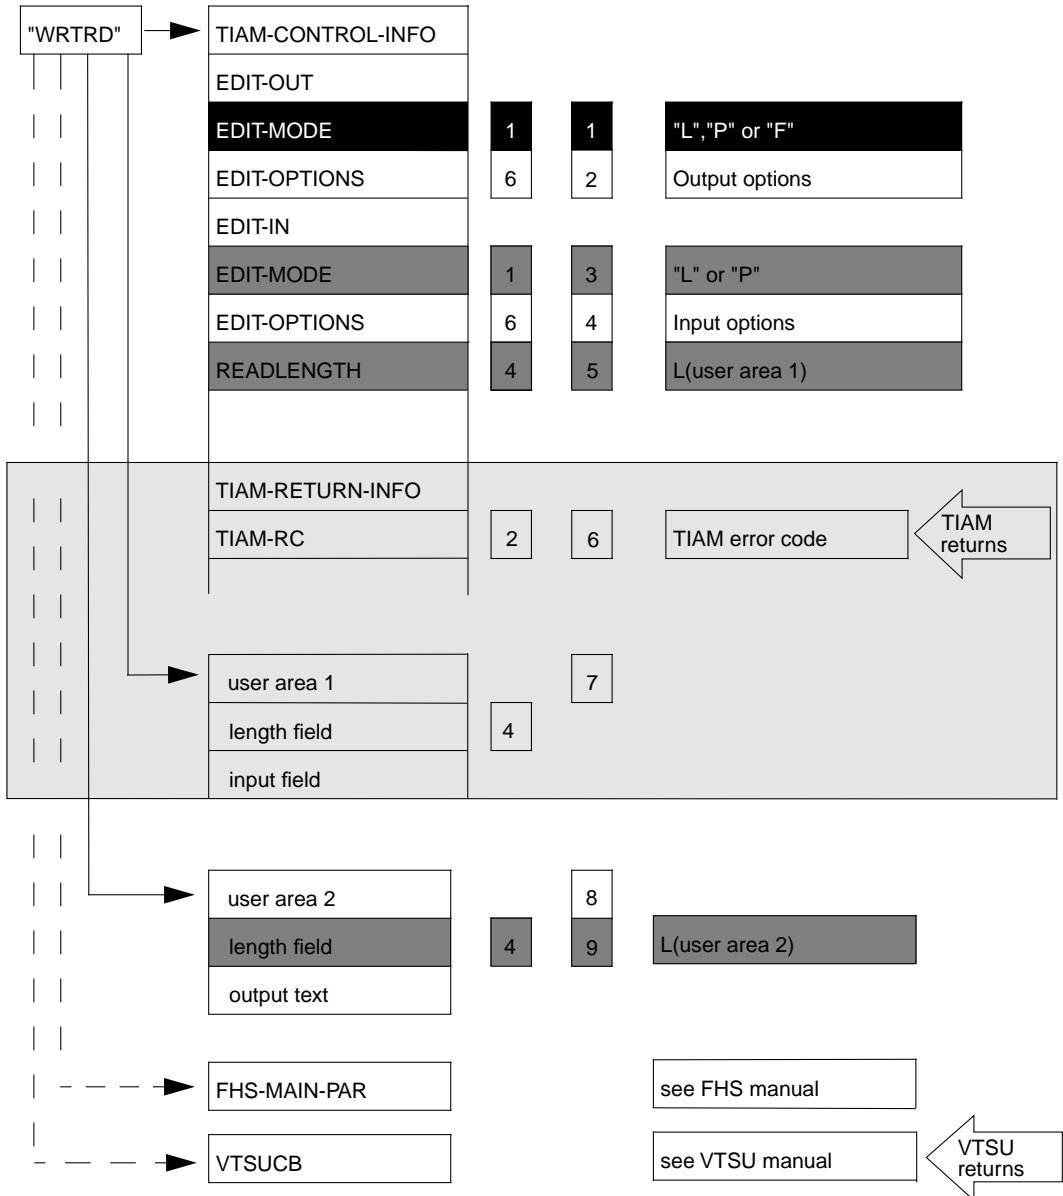 "WRTRD" TIAM-CONTROL-INFO
EDIT-OUT
EDIT-MODE 1 1 "L","P" or "F"
EDIT-OPTIONS 6 2 Output options
EDIT-IN
EDIT-MODE 1 3 "L" or "P"
EDIT-OPTIONS 6 4 Input options
READLENGTH 4 5 L(user area 1)
TIAM-RETURN-INFO
TIAM-RC 2 6 TIAM error code TIAM
returns
user area 1 7
length field 4
input field
user area 2 8
length field 4 9 L(user area 2)
output text
FHS-MAIN-PAR see FHS manual
VTSUCB see VTSU manual VTSU
returns